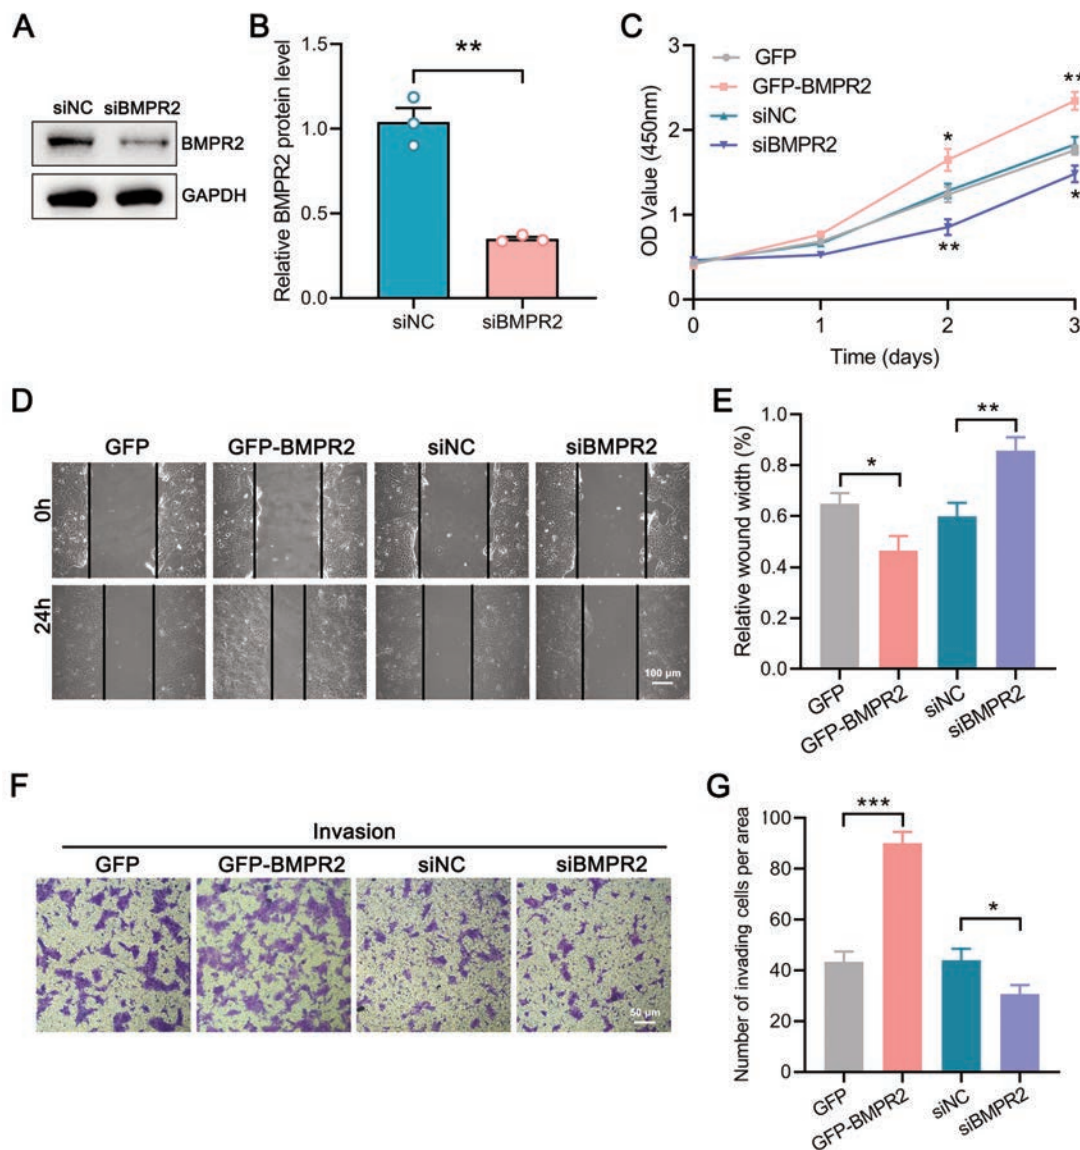 A
siNC siBMPR2
BMPR2
GAPDH
B
Relative BMPR2 protein level
1.5
1.0
0.5
0.0
**
siNC
siBMPR2
C
OD Value (450nm)
3
2
1
0
GFP
GFP-BMPR2
siNC
siBMPR2
*
**
**
*
0
1
2
3
Time (days)
D
GFP
GFP-BMPR2
siNC
siBMPR2
0h
24h
100 μm
E
Relative wound width (%)
1.0
0.8
0.6
0.4
0.2
0.0
*
**
GFP
GFP-BMPR2
siNC
siBMPR2
F
Invasion
GFP
GFP-BMPR2
siNC
siBMPR2
50 μm
G
Number of invading cells per area
100
80
60
40
20
0
***
*
GFP
GFP-BMPR2
siNC
siBMPR2